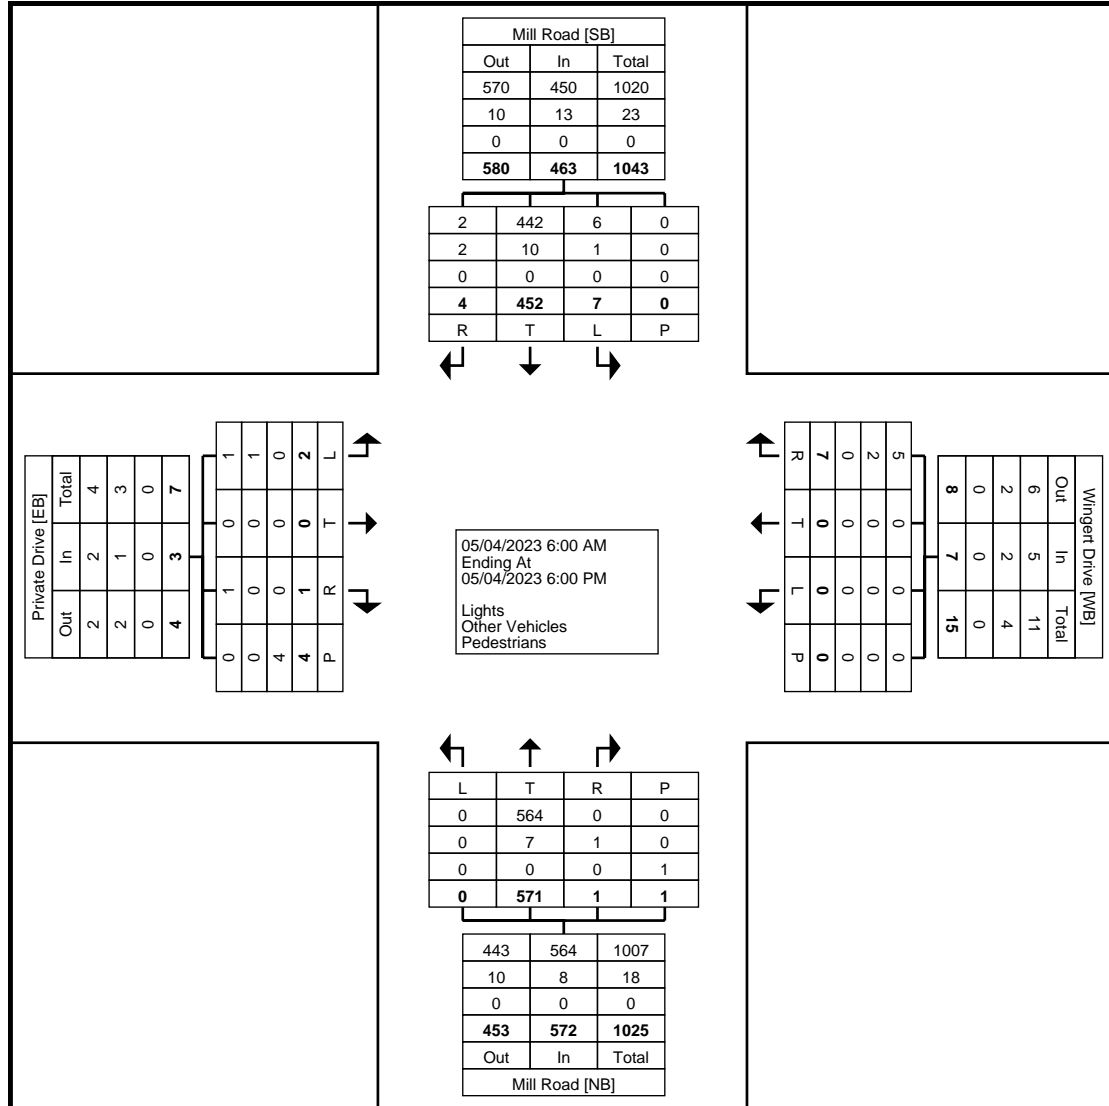 Mill Road [SB]
Out In Total
570 450 1020
10 13 23
0 0 0
580 463 1043
2 442 6 0
2 10 1 0
0 0 0 0
4 452 7 0
R T L P
Private Drive [EB]
Total 4 3 0 7
In 2 1 0 3
Out 2 2 0 4
1 1 0 2 L
0 0 0 0 T
1 0 0 1 R
0 0 4 4 P
05/04/2023 6:00 AM
Ending At
05/04/2023 6:00 PM
Lights
Other Vehicles
Pedestrians
R 7 0 2 5
T 0 0 0 0
L 0 0 0 0
P 0 0 0 0
8 0 2 6 Out
7 0 2 5 In
15 0 4 11 Total
Wingert Drive [WB]
L T R P
0 564 0 0
0 7 1 0
0 0 0 1
0 571 1 1
443 564 1007
10 8 18
0 0 0
453 572 1025
Out In Total
Mill Road [NB]